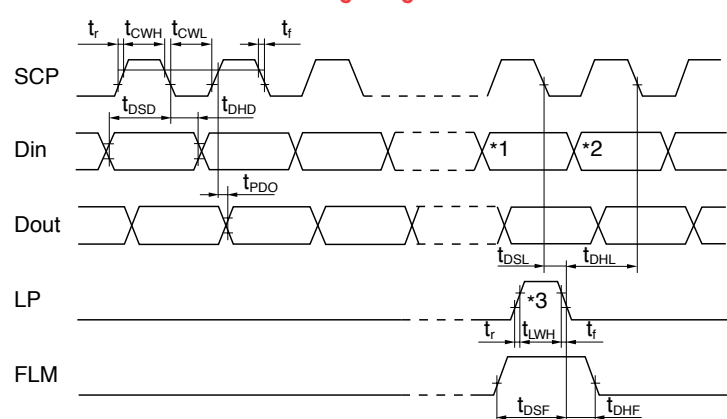 tr tCWH tCWL tf
SCP
tDSD tDHD
Din *1 *2
tPDO
Dout
tDSL tDHL
LP *3
tr tLWH tf
FLM
tDSF tDHF